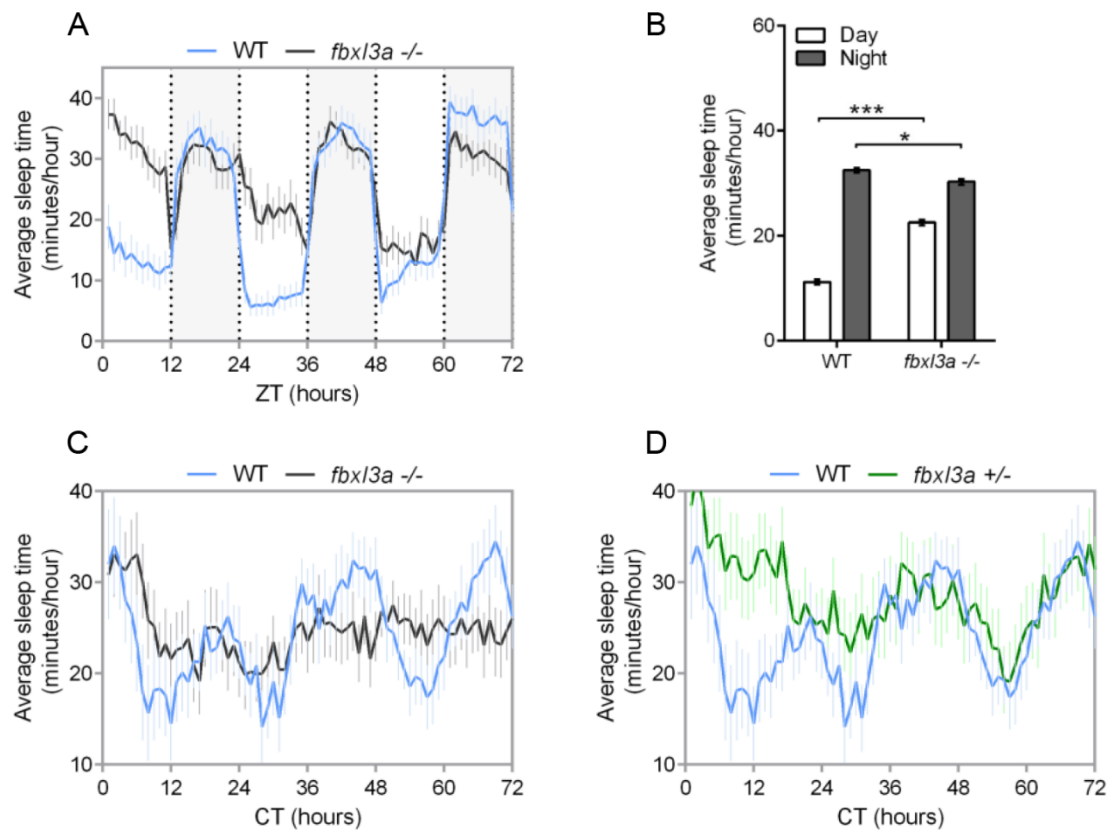 A
WT fbxl3a -/-
Average sleep time
(minutes/hour)
40
30
20
10
0
0 12 24 36 48 60 72
ZT (hours)
B
Day
Night
Average sleep time
(minutes/hour)
60
40
20
0
***
*
WT fbxl3a -/-
C
WT fbxl3a -/-
Average sleep time
(minutes/hour)
40
30
20
10
0 12 24 36 48 60 72
CT (hours)
D
WT fbxl3a +/-
Average sleep time
(minutes/hour)
40
30
20
10
0 12 24 36 48 60 72
CT (hours)